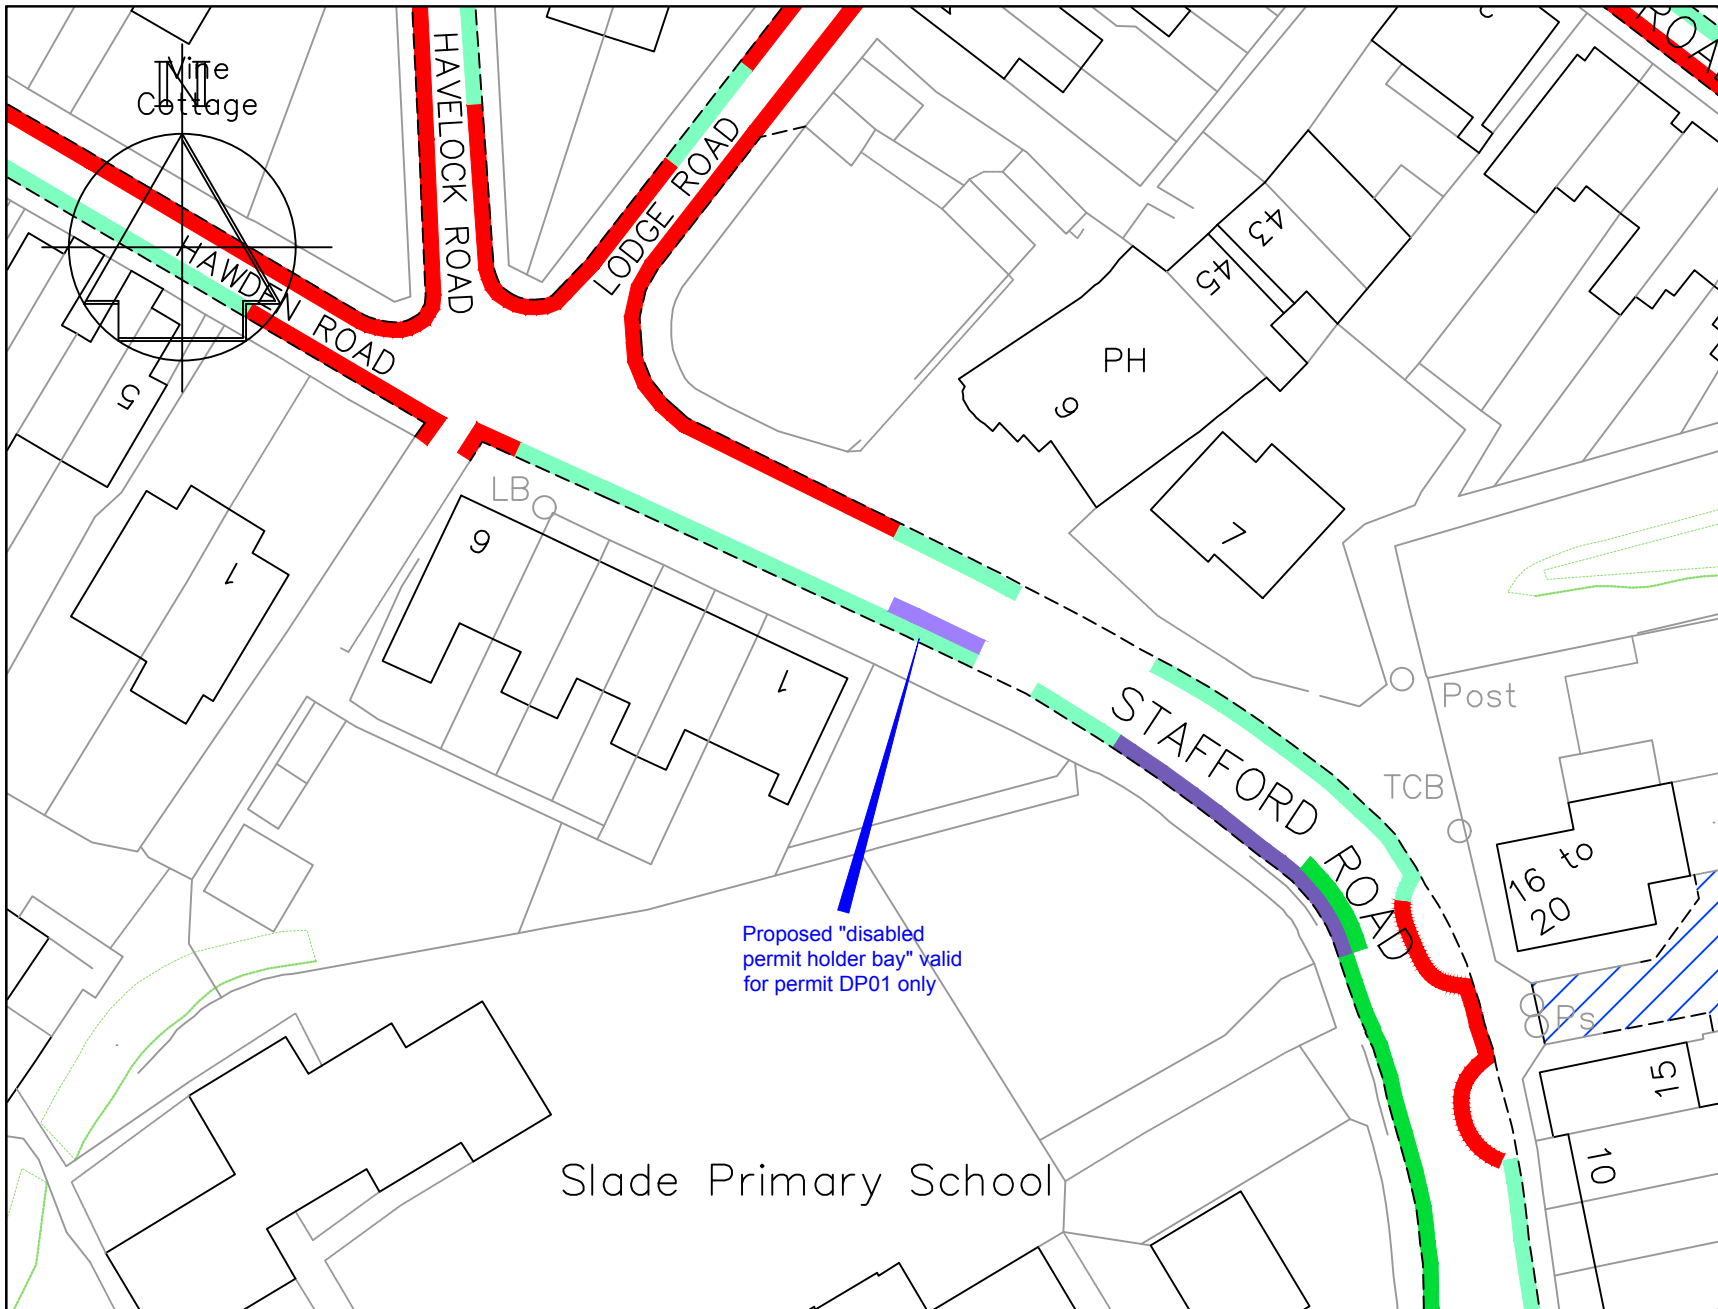 Vine
N
Cottage
HAVELOCK ROAD
LODGE ROAD
HAWDEN ROAD
ROAD
43
45
PH
9
7
5
1
LB
9
1
STAFFORD ROAD
Post
TCB
16 to
20
Ps
15
10
Proposed "disabled
permit holder bay" valid
for permit DP01 only
Slade Primary School